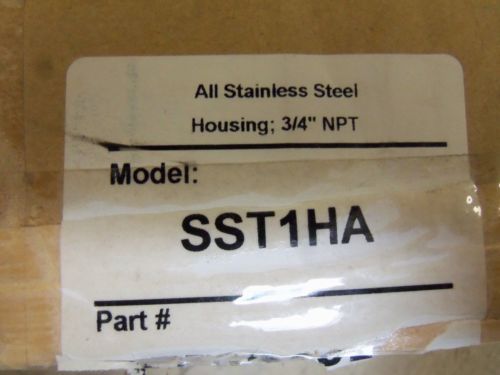 All Stainless Steel
Housing; 3/4" NPT
Model:
SST1HA
Part #